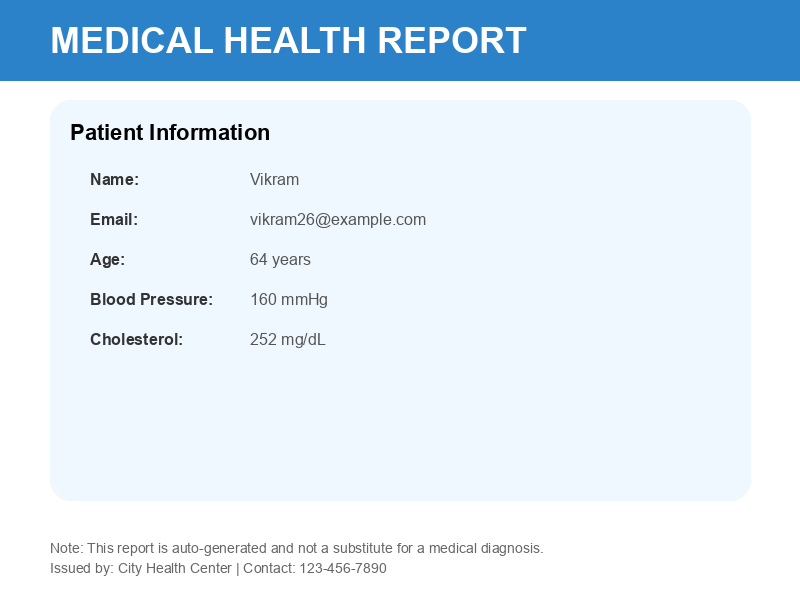 MEDICAL HEALTH REPORT
Patient Information
Name: Vikram
Email: vikram26@example.com
Age: 64 years
Blood Pressure: 160 mmHg
Cholesterol: 252 mg/dL
Note: This report is auto-generated and not a substitute for a medical diagnosis.
Issued by: City Health Center | Contact: 123-456-7890